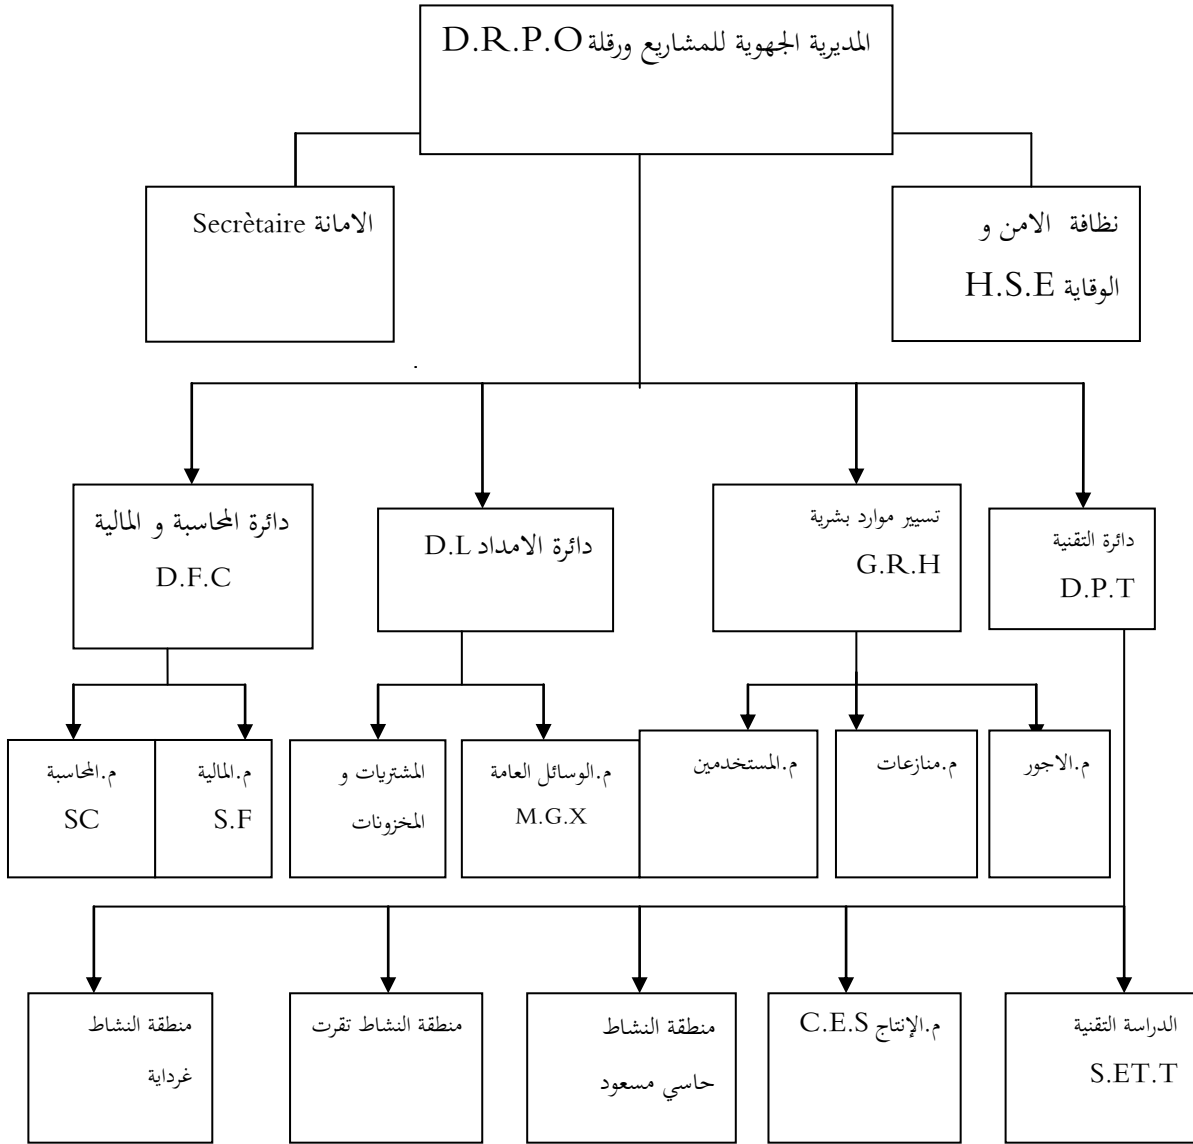 المديرية الجهوية للمشاريع ورقلة D.R.P.O
نظافة الامن و
الوقاية H.S.E
الامانة Secrètaire
دائرة التقنية
D.P.T
تسيير موارد بشرية
G.R.H
دائرة الامداد D.L
دائرة المحاسبة و المالية
D.F.C
م.الاجور
م.منازعات
م.المستخدمين
م.الوسائل العامة
M.G.X
المشتريات و
المخزونات
م.المالية
S.F
م.المحاسبة
SC
الدراسة التقنية
S.ET.T
م.الإنتاج C.E.S
منطقة النشاط
حاسي مسعود
منطقة النشاط تقرت
منطقة النشاط
غرداية